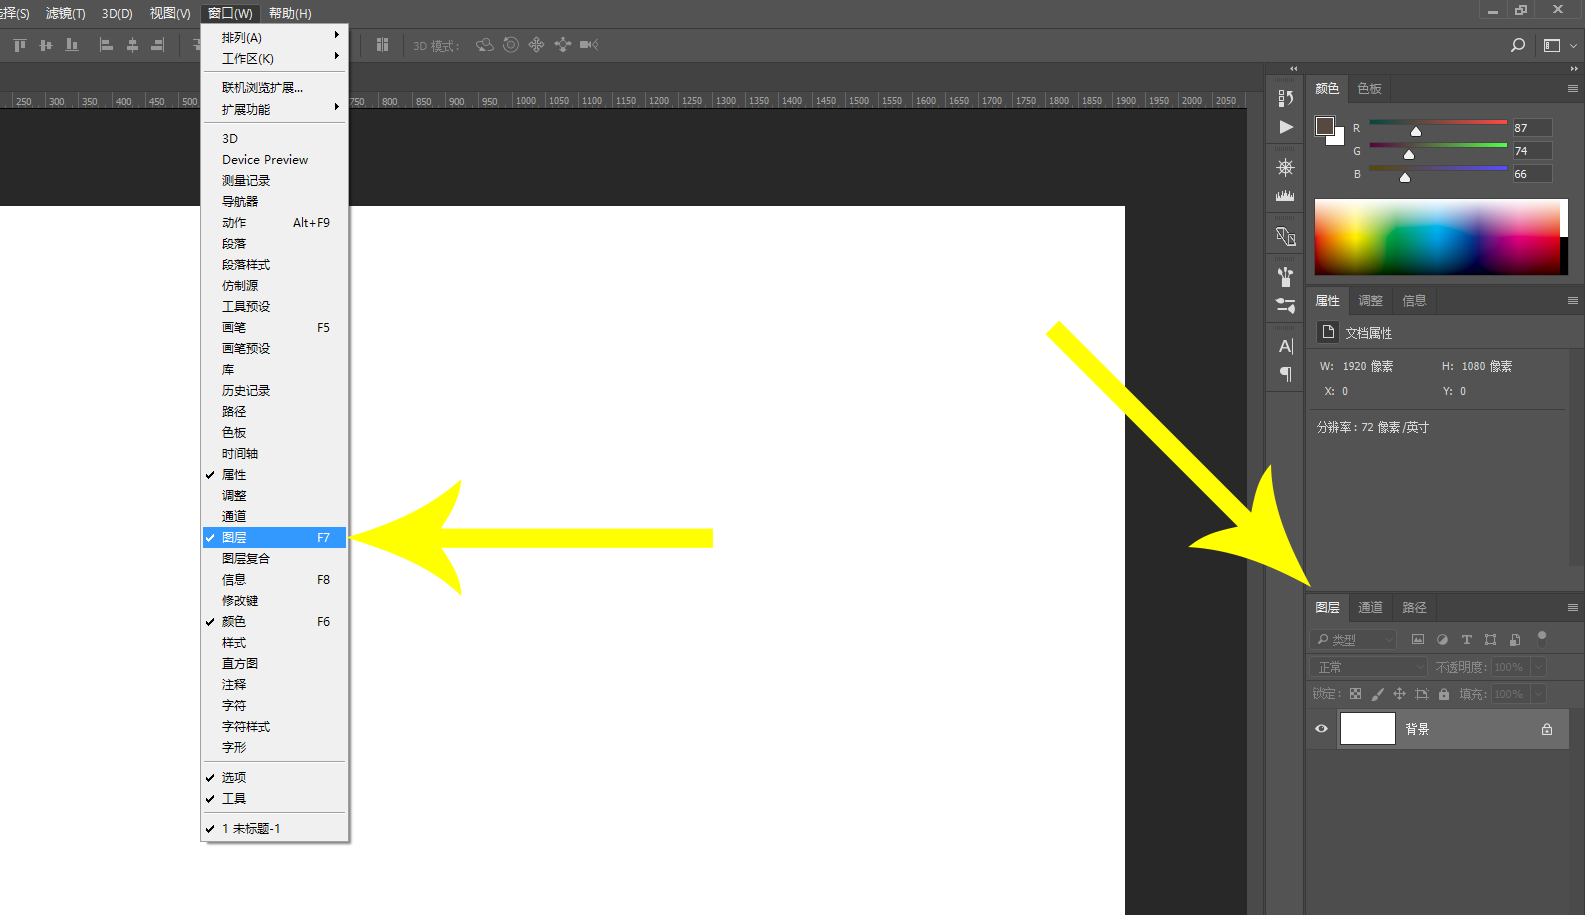 选择(S) 滤镜(T) 3D(D) 视图(V) 窗口(W) 帮助(H)
3D 模式:
250 300 350 400 450 500 750 800 850 900 950 1000 1050 1100 1150 1200 1250 1300 1350 1400 1450 1500 1550 1600 1650 1700 1750 1800 1850 1900 1950 2000 2050
排列(A)
工作区(K)
联机浏览扩展...
扩展功能
3D
Device Preview
测量记录
导航器
动作 Alt+F9
段落
段落样式
仿制源
工具预设
画笔 F5
画笔预设
库
历史记录
路径
色板
时间轴
属性
调整
通道
图层 F7
图层复合
信息 F8
修改键
颜色 F6
样式
直方图
注释
字符
字符样式
字形
选项
工具
1 未标题-1
颜色 色板
R 87
G 74
B 66
属性 调整 信息
文档属性
W: 1920 像素 H: 1080 像素
X: 0 Y: 0
分辨率: 72 像素/英寸
图层 通道 路径
类型
正常 不透明度: 100%
锁定: 填充: 100%
背景